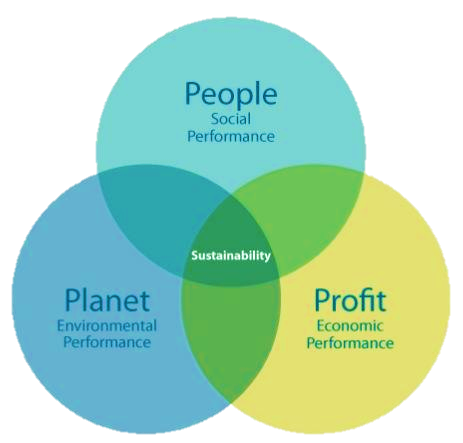 People
Social
Performance
Sustainability
Planet
Environmental
Performance
Profit
Economic
Performance